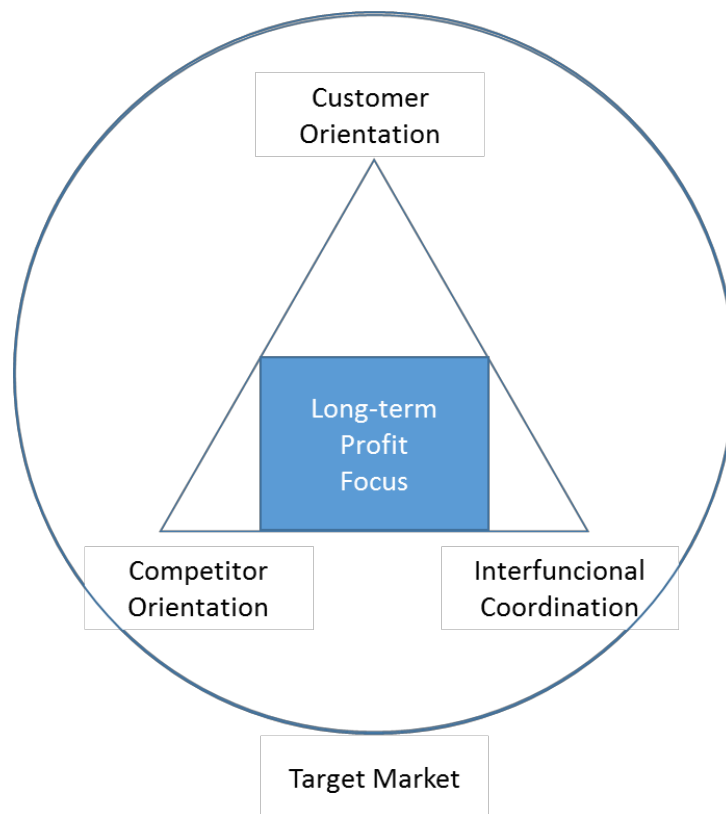 Customer
Orientation
Long-term
Profit
Focus
Competitor
Orientation
Interfuncional
Coordination
Target Market